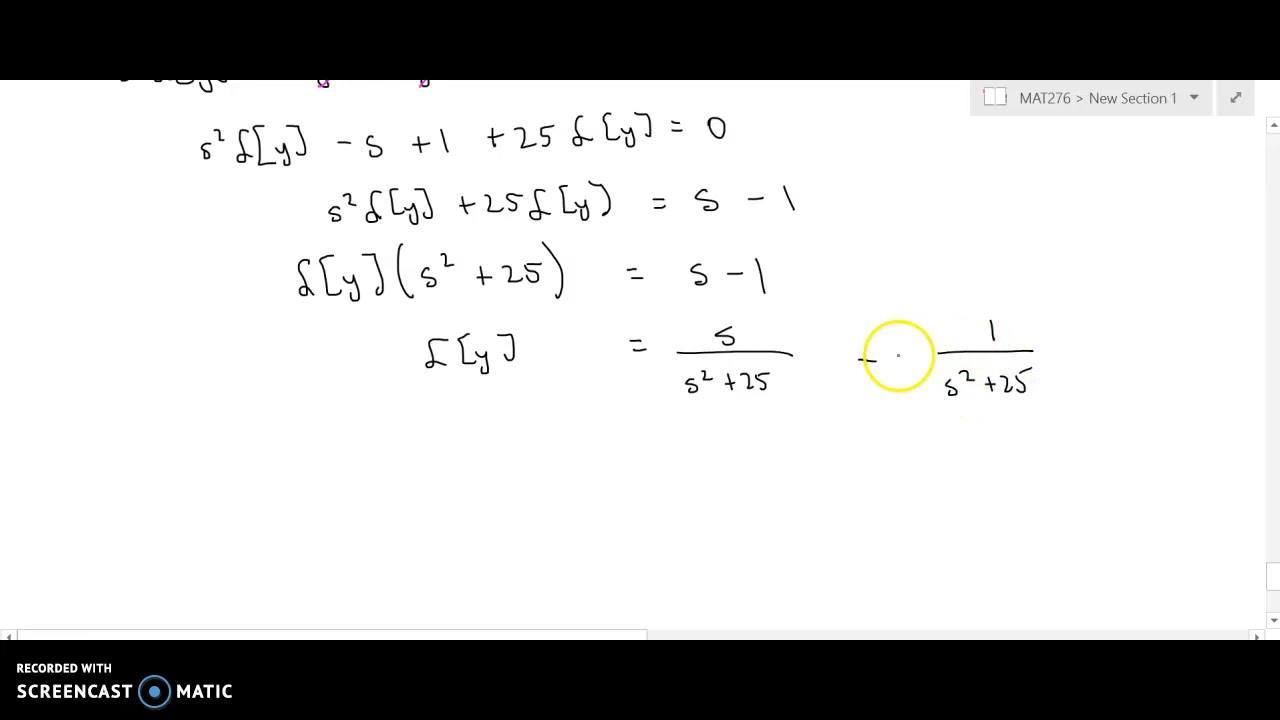 MAT276 > New Section 1
s² £[y] - s + 1 + 25 £[y] = 0
s² £[y] + 25 £[y) = s - 1
£[y] (s² + 25) = s - 1
£[y] = s/(s² + 25) - 1/(s² + 25)
RECORDED WITH
SCREENCAST MATIC